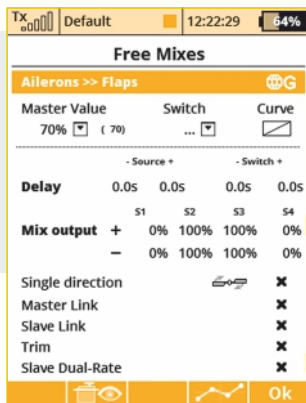 Tx Default 12:22:29 64%
Free Mixes
Ailerons >> Flaps G
Master Value Switch Curve
70% ( 70) ...
- Source + - Switch +
Delay 0.0s 0.0s 0.0s 0.0s
S1 S2 S3 S4
Mix output + 0% 100% 100% 0%
− 0% 100% 100% 0%
Single direction ✖
Master Link ✖
Slave Link ✖
Trim ✖
Slave Dual-Rate ✖
Ok